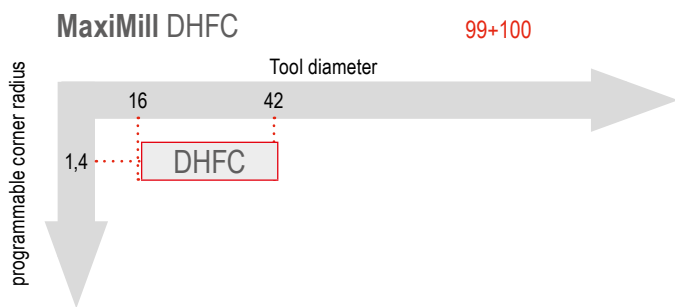 MaxiMill DHFC
99+100
Tool diameter
programmable corner radius
16
42
1,4
DHFC